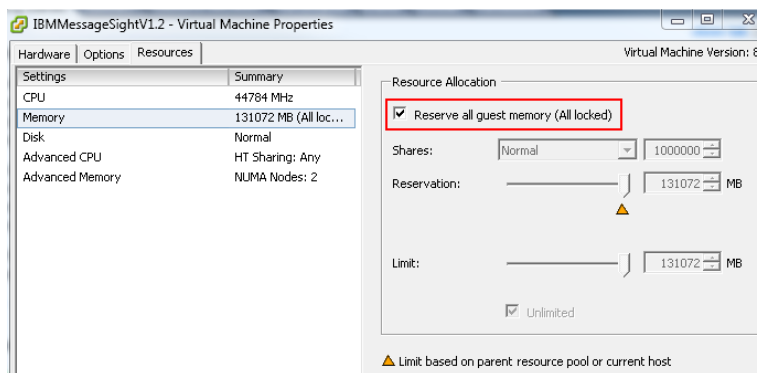 IBMMessageSightV1.2 - Virtual Machine Properties
Hardware Options Resources
Virtual Machine Version: 8
Settings Summary
CPU 44784 MHz
Memory 131072 MB (All loc...
Disk Normal
Advanced CPU HT Sharing: Any
Advanced Memory NUMA Nodes: 2
Resource Allocation
Reserve all guest memory (All locked)
Shares: Normal 1000000
Reservation: 131072 MB
Limit: 131072 MB
Unlimited
Limit based on parent resource pool or current host